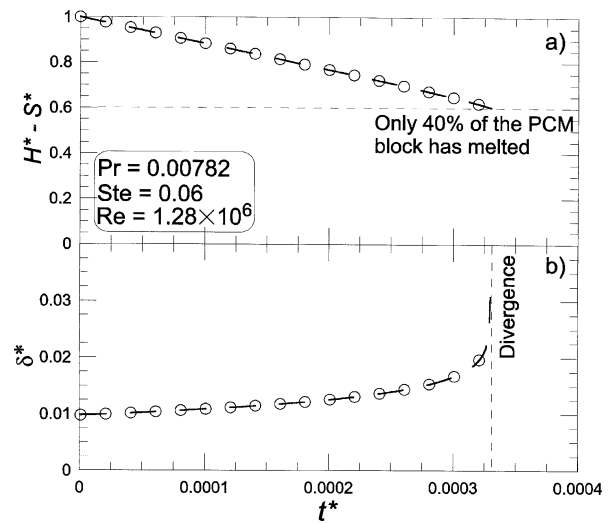 1
a)
0.8
H* - S*
0.6
Only 40% of the PCM
block has melted
0.4
Pr = 0.00782
Ste = 0.06
Re = 1.28×10⁶
0.2
0
b)
0.03
Divergence
δ*
0.02
0.01
0
0 0.0001 0.0002 0.0003 0.0004
t*